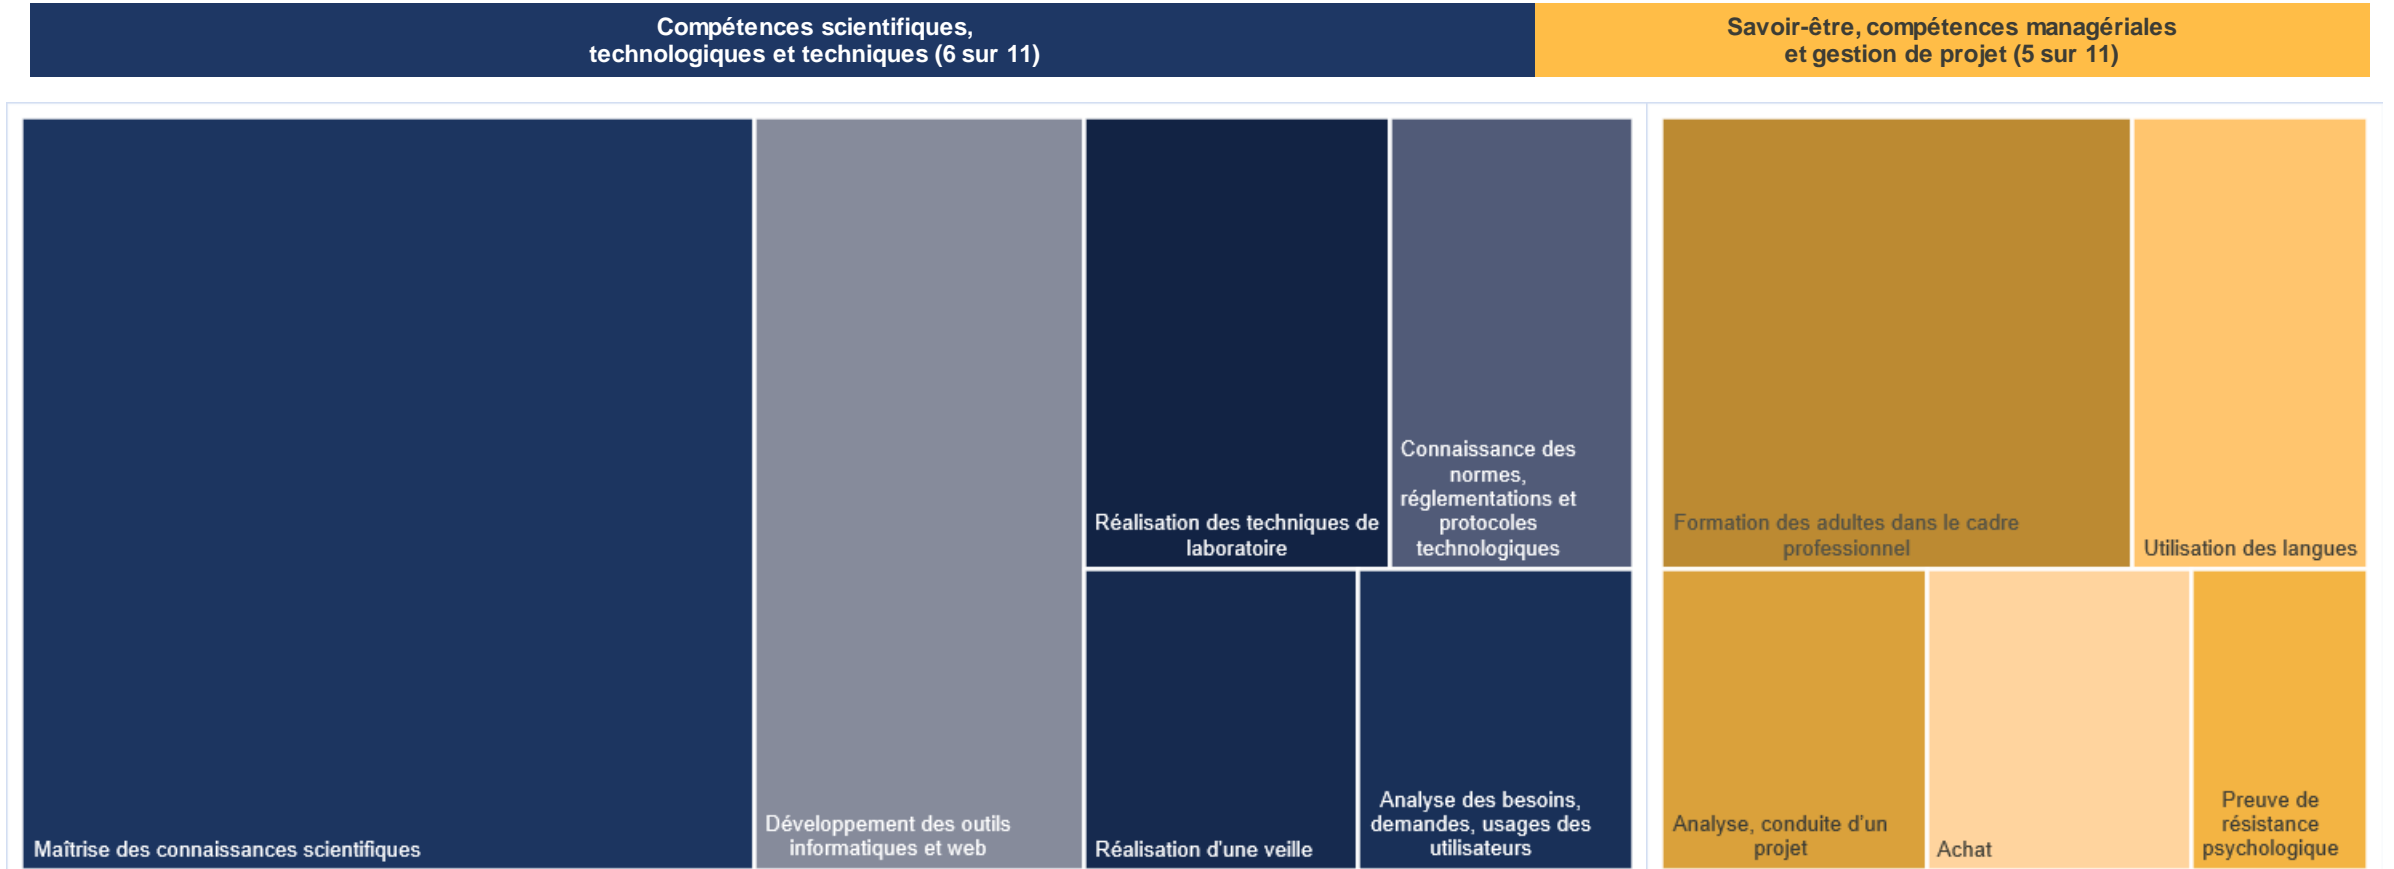 Compétences scientifiques,
technologiques et techniques (6 sur 11)
Savoir-être, compétences managériales
et gestion de projet (5 sur 11)
Maîtrise des connaissances scientifiques
Développement des outils
informatiques et web
Réalisation des techniques de
laboratoire
Connaissance des
normes,
réglementations et
protocoles
technologiques
Réalisation d'une veille
Analyse des besoins,
demandes, usages des
utilisateurs
Formation des adultes dans le cadre
professionnel
Utilisation des langues
Analyse, conduite d'un
projet
Achat
Preuve de
résistance
psychologique